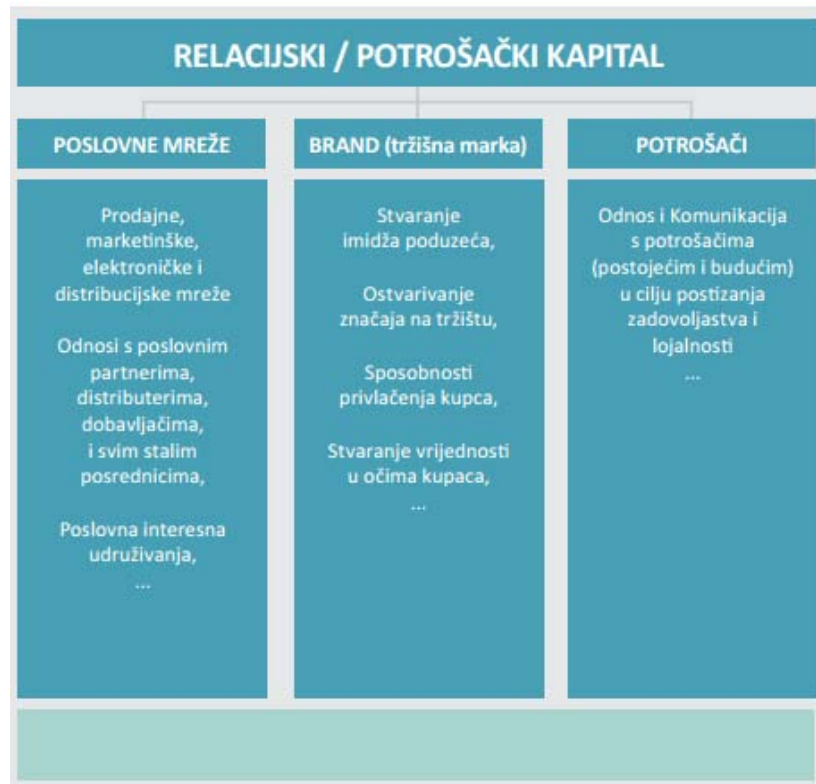 RELACIJSKI / POTROŠAČKI KAPITAL
POSLOVNE MREŽE
Prodajne,
marketinške,
elektroničke i
distribucijske mreže
Odnosi s poslovnim
partnerima,
distributerima,
dobavljačima,
i svim stalim
posrednicima,
Poslovna interesna
udruživanja,
...
BRAND (tržišna marka)
Stvaranje
imidža poduzeća,
Ostvarivanje
značaja na tržištu,
Sposobnosti
privlačenja kupca,
Stvaranje vrijednosti
u očima kupaca,
...
POTROŠAČI
Odnos i Komunikacija
s potrošačima
(postojećim i budućim)
u cilju postizanja
zadovoljstva i
lojalnosti
...